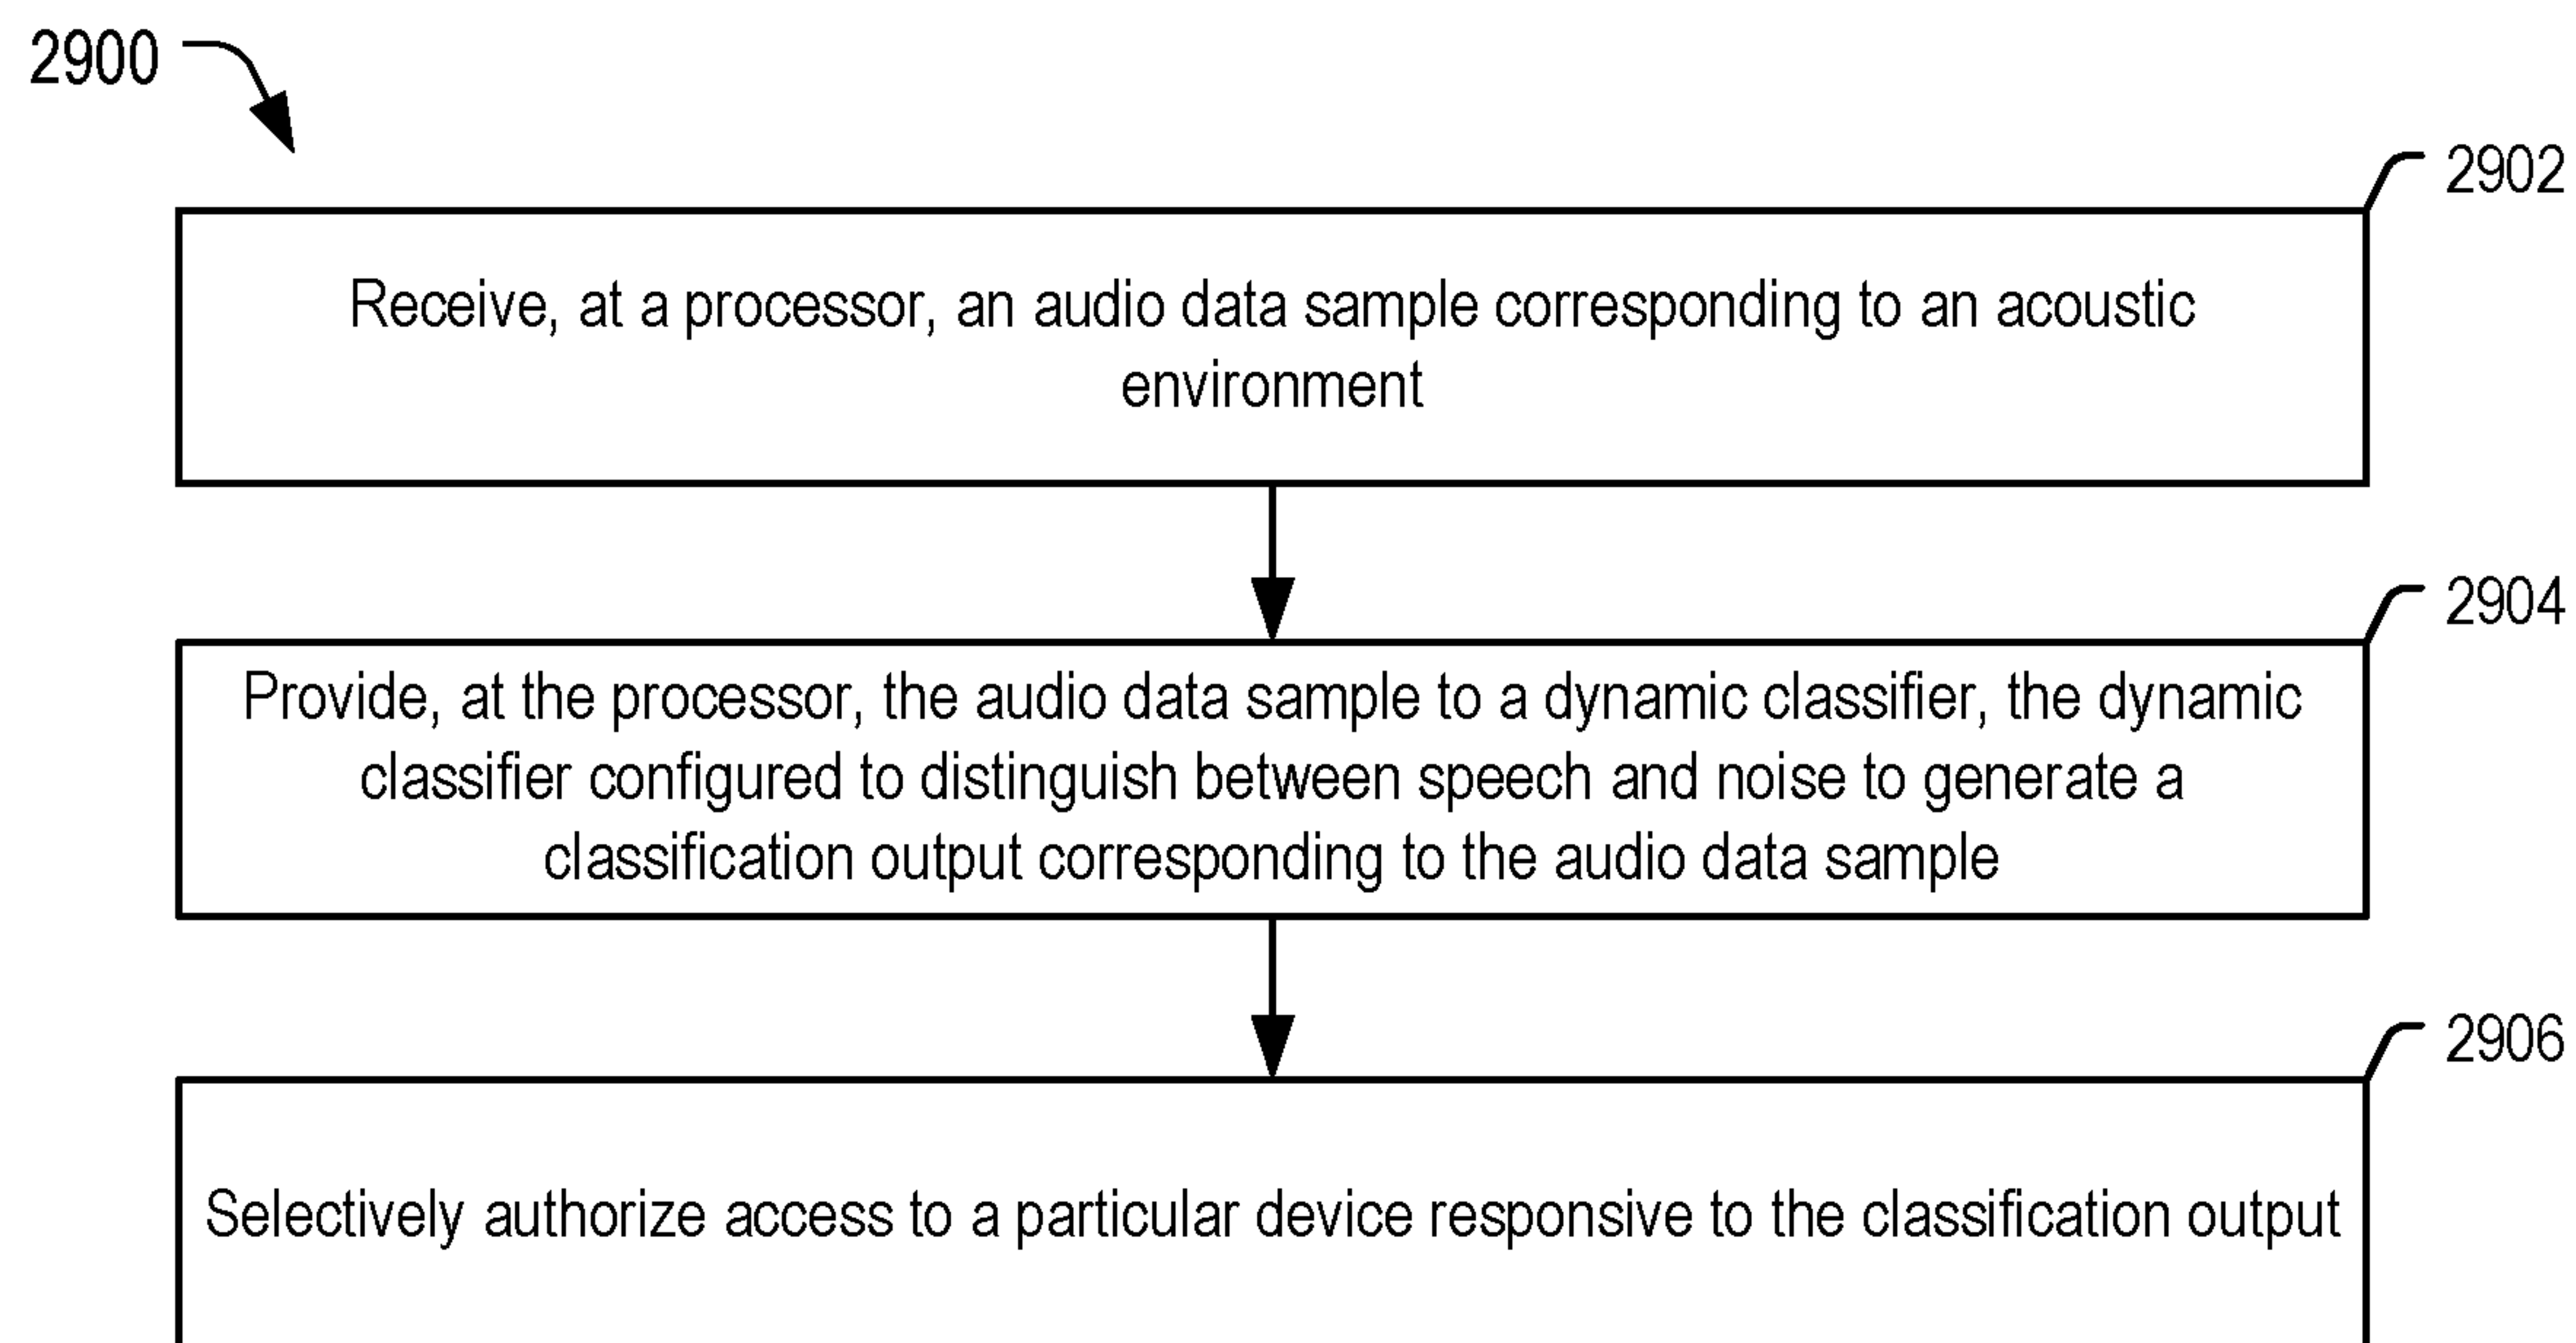 2900
2902
Receive, at a processor, an audio data sample corresponding to an acoustic
environment
2904
Provide, at the processor, the audio data sample to a dynamic classifier, the dynamic
classifier configured to distinguish between speech and noise to generate a
classification output corresponding to the audio data sample
2906
Selectively authorize access to a particular device responsive to the classification output